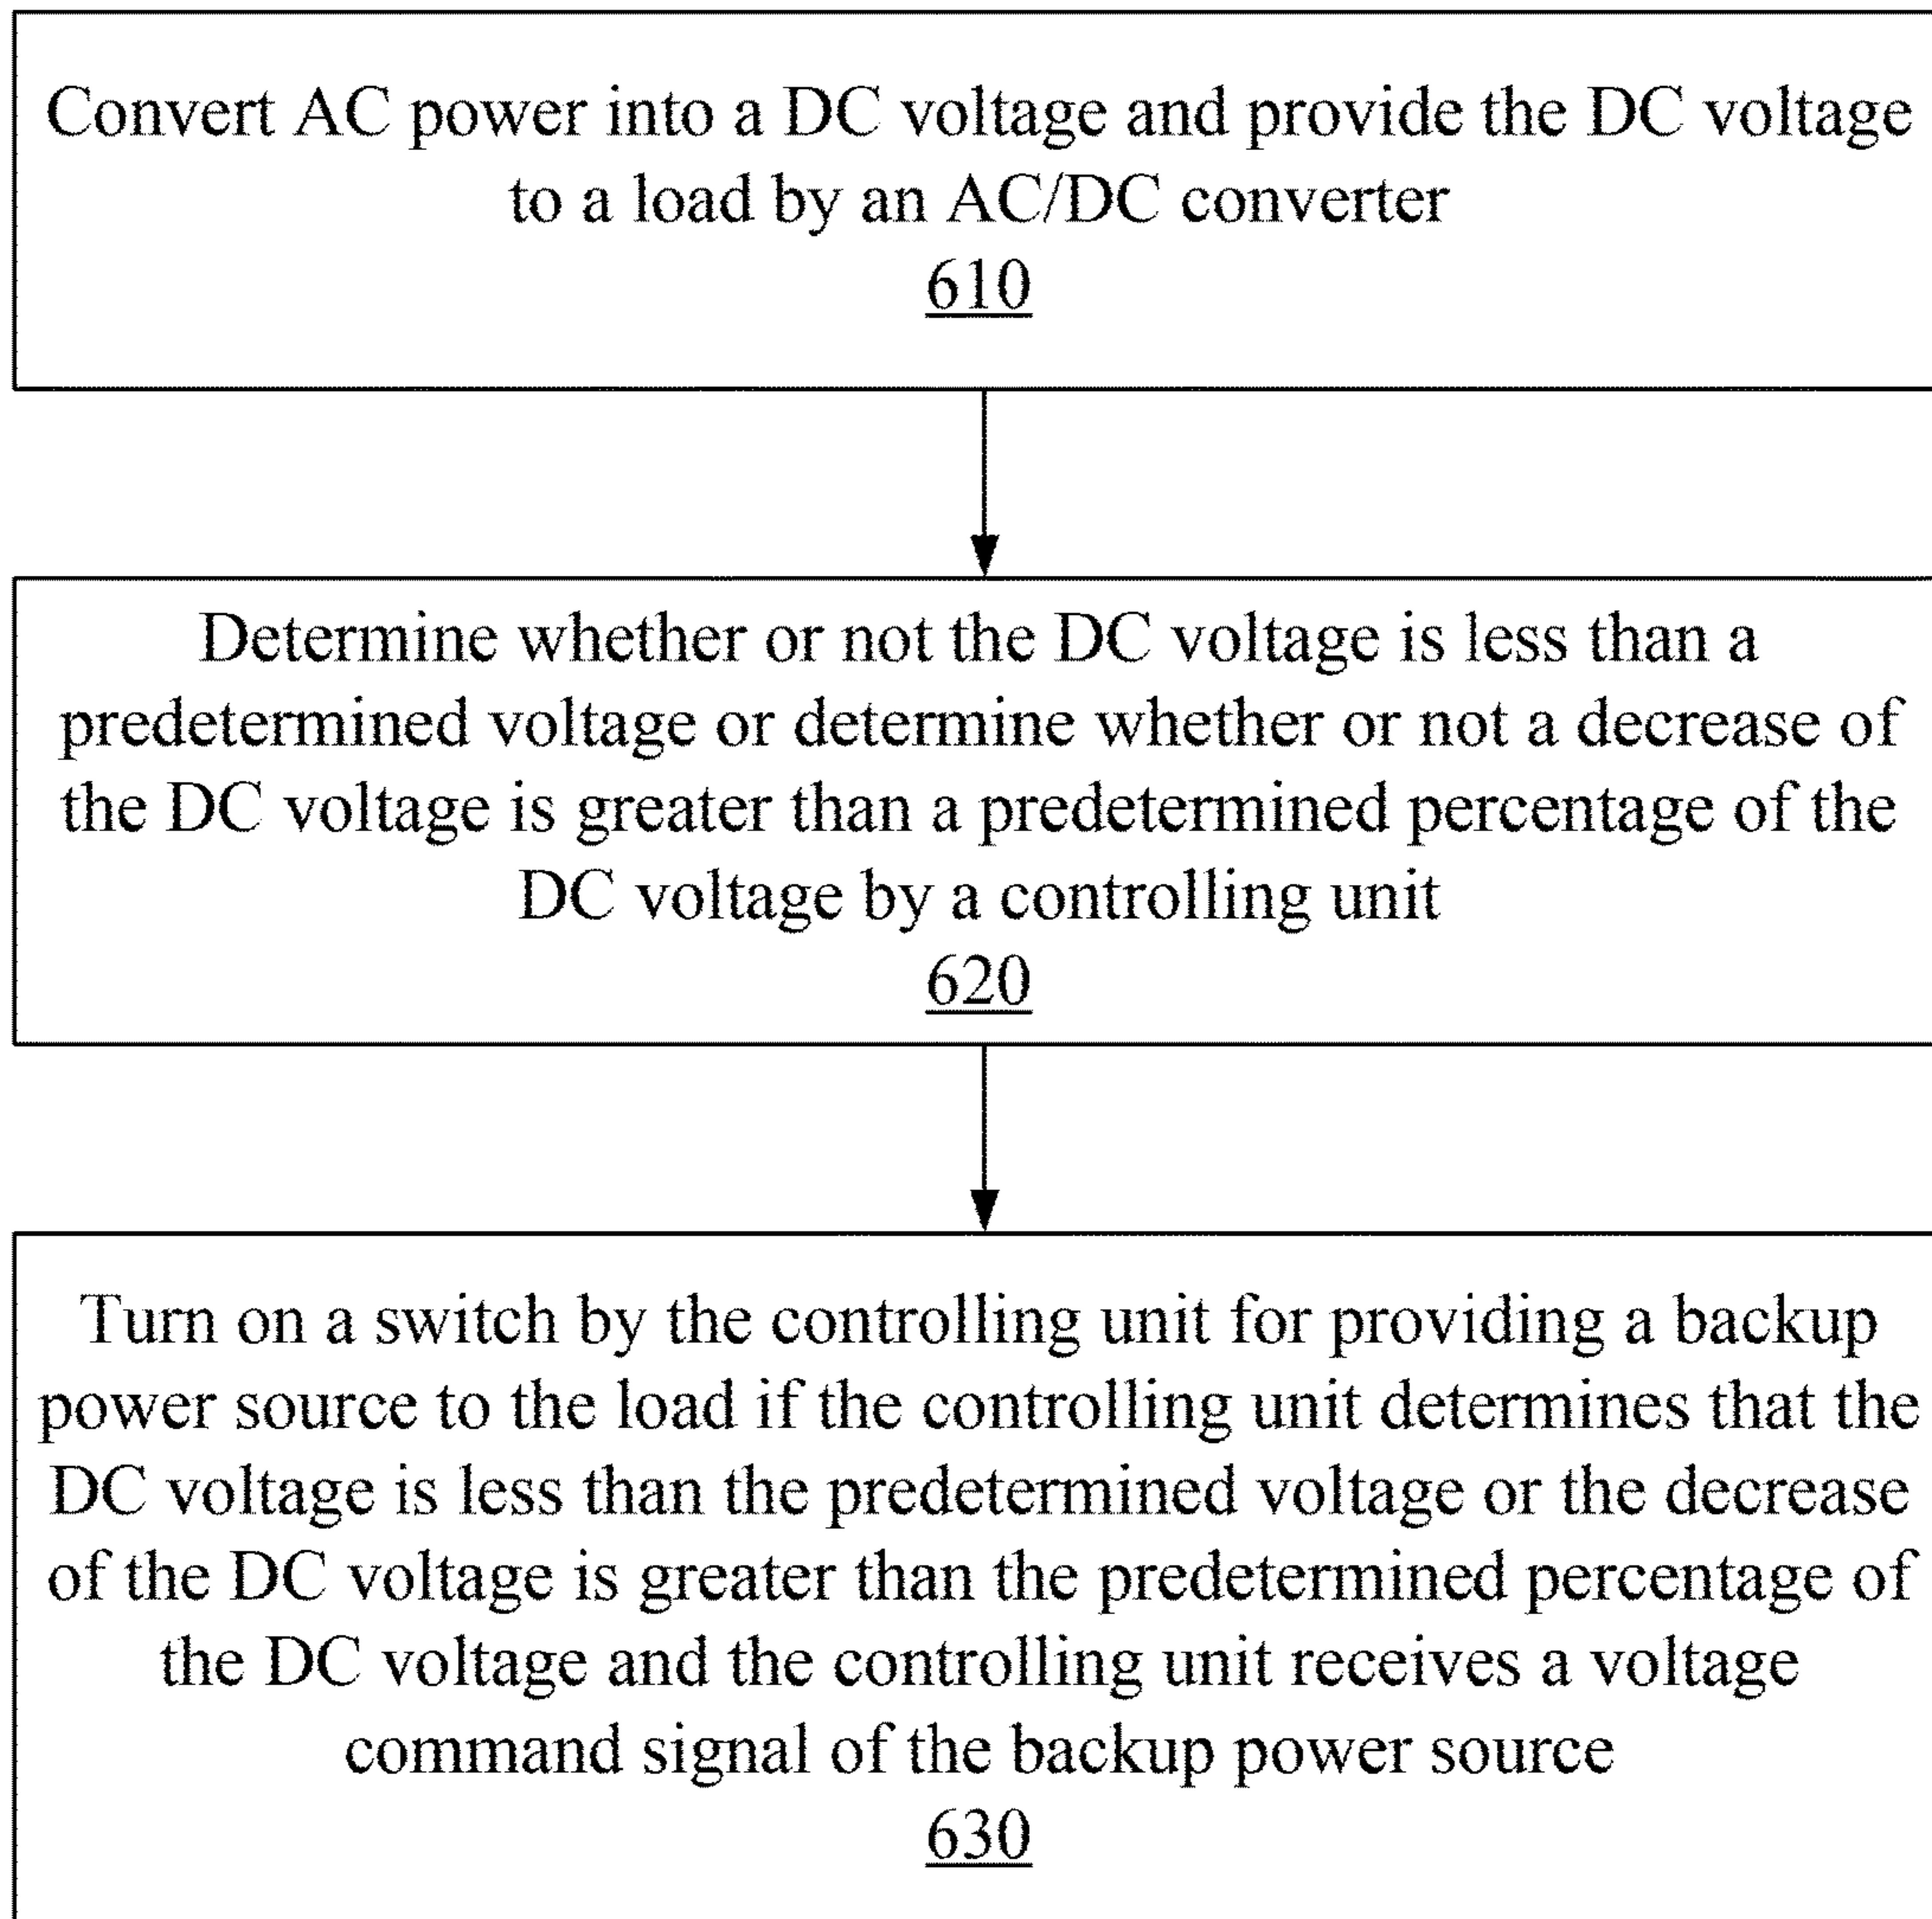 Convert AC power into a DC voltage and provide the DC voltage
to a load by an AC/DC converter
610
Determine whether or not the DC voltage is less than a
predetermined voltage or determine whether or not a decrease of
the DC voltage is greater than a predetermined percentage of the
DC voltage by a controlling unit
620
Turn on a switch by the controlling unit for providing a backup
power source to the load if the controlling unit determines that the
DC voltage is less than the predetermined voltage or the decrease
of the DC voltage is greater than the predetermined percentage of
the DC voltage and the controlling unit receives a voltage
command signal of the backup power source
630